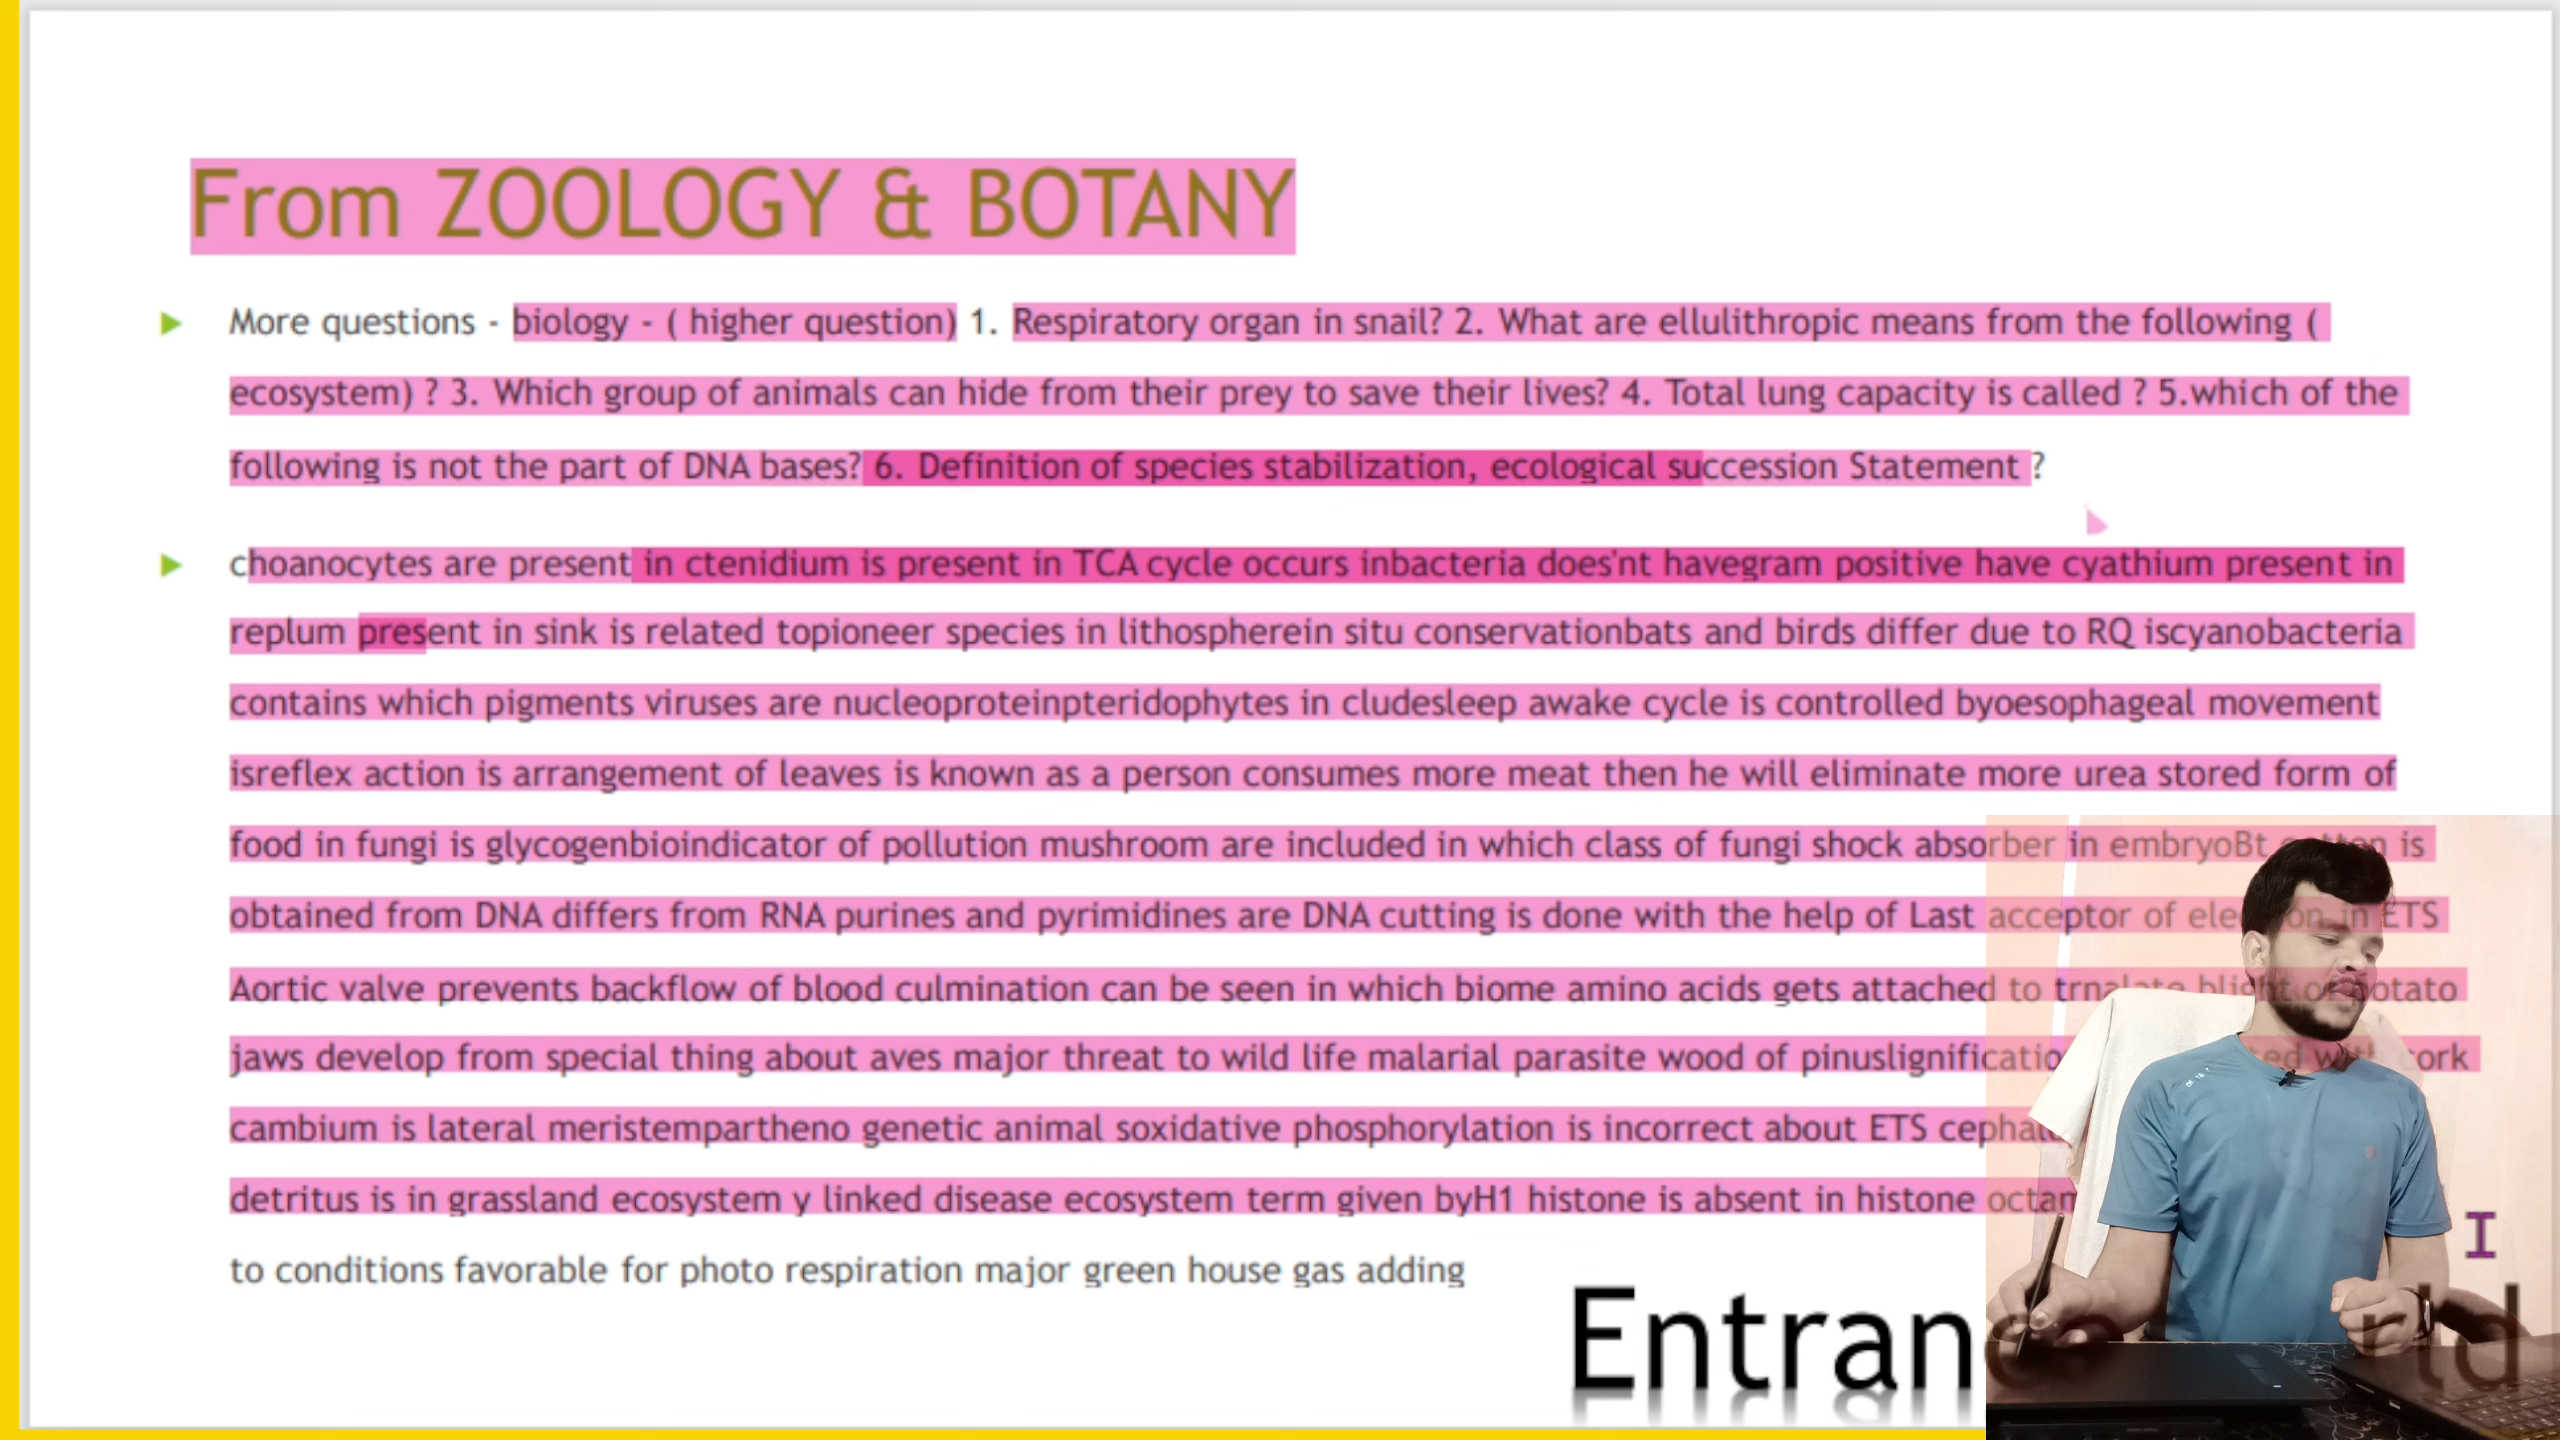 From ZOOLOGY & BOTANY
More questions - biology - ( higher question) 1. Respiratory organ in snail? 2. What are ellulithropic means from the following (
ecosystem) ? 3. Which group of animals can hide from their prey to save their lives? 4. Total lung capacity is called ? 5.which of the
following is not the part of DNA bases? 6. Definition of species stabilization, ecological succession Statement ?
choanocytes are present in ctenidium is present in TCA cycle occurs inbacteria does'nt havegram positive have cyathium present in
replum present in sink is related topioneer species in lithospherein situ conservationbats and birds differ due to RQ iscyanobacteria
contains which pigments viruses are nucleoproteinpteridophytes in cludesleep awake cycle is controlled byoesophageal movement
isreflex action is arrangement of leaves is known as a person consumes more meat then he will eliminate more urea stored form of
food in fungi is glycogenbioindicator of pollution mushroom are included in which class of fungi shock absorber in embryoBt cotton is
obtained from DNA differs from RNA purines and pyrimidines are DNA cutting is done with the help of Last acceptor of electron in ETS
Aortic valve prevents backflow of blood culmination can be seen in which biome amino acids gets attached to trnalate blight of potato
jaws develop from special thing about aves major threat to wild life malarial parasite wood of cork
cambium is lateral meristempartheno genetic animal soxidative phosphorylation is incorrect about ETS
detritus is in grassland ecosystem y linked disease ecosystem term given byH1 histone is absent in histone
to conditions favorable for photo respiration major green house gas adding